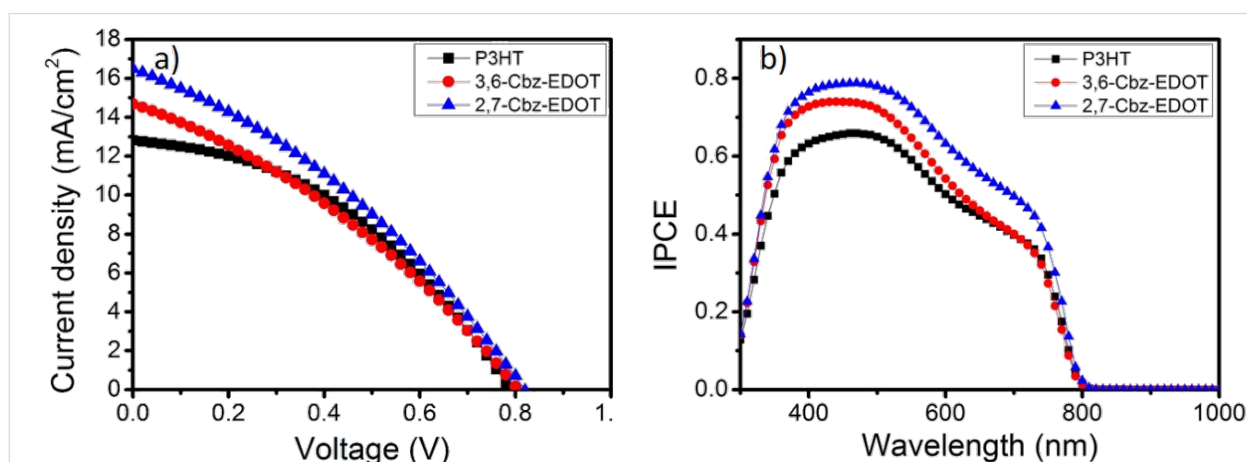 a)
P3HT
3,6-Cbz-EDOT
2,7-Cbz-EDOT
Current density (mA/cm²)
18
16
14
12
10
8
6
4
2
0
0.0
0.2
0.4
0.6
0.8
1.
Voltage (V)
b)
P3HT
3,6-Cbz-EDOT
2,7-Cbz-EDOT
IPCE
0.8
0.6
0.4
0.2
0.0
400
600
800
1000
Wavelength (nm)